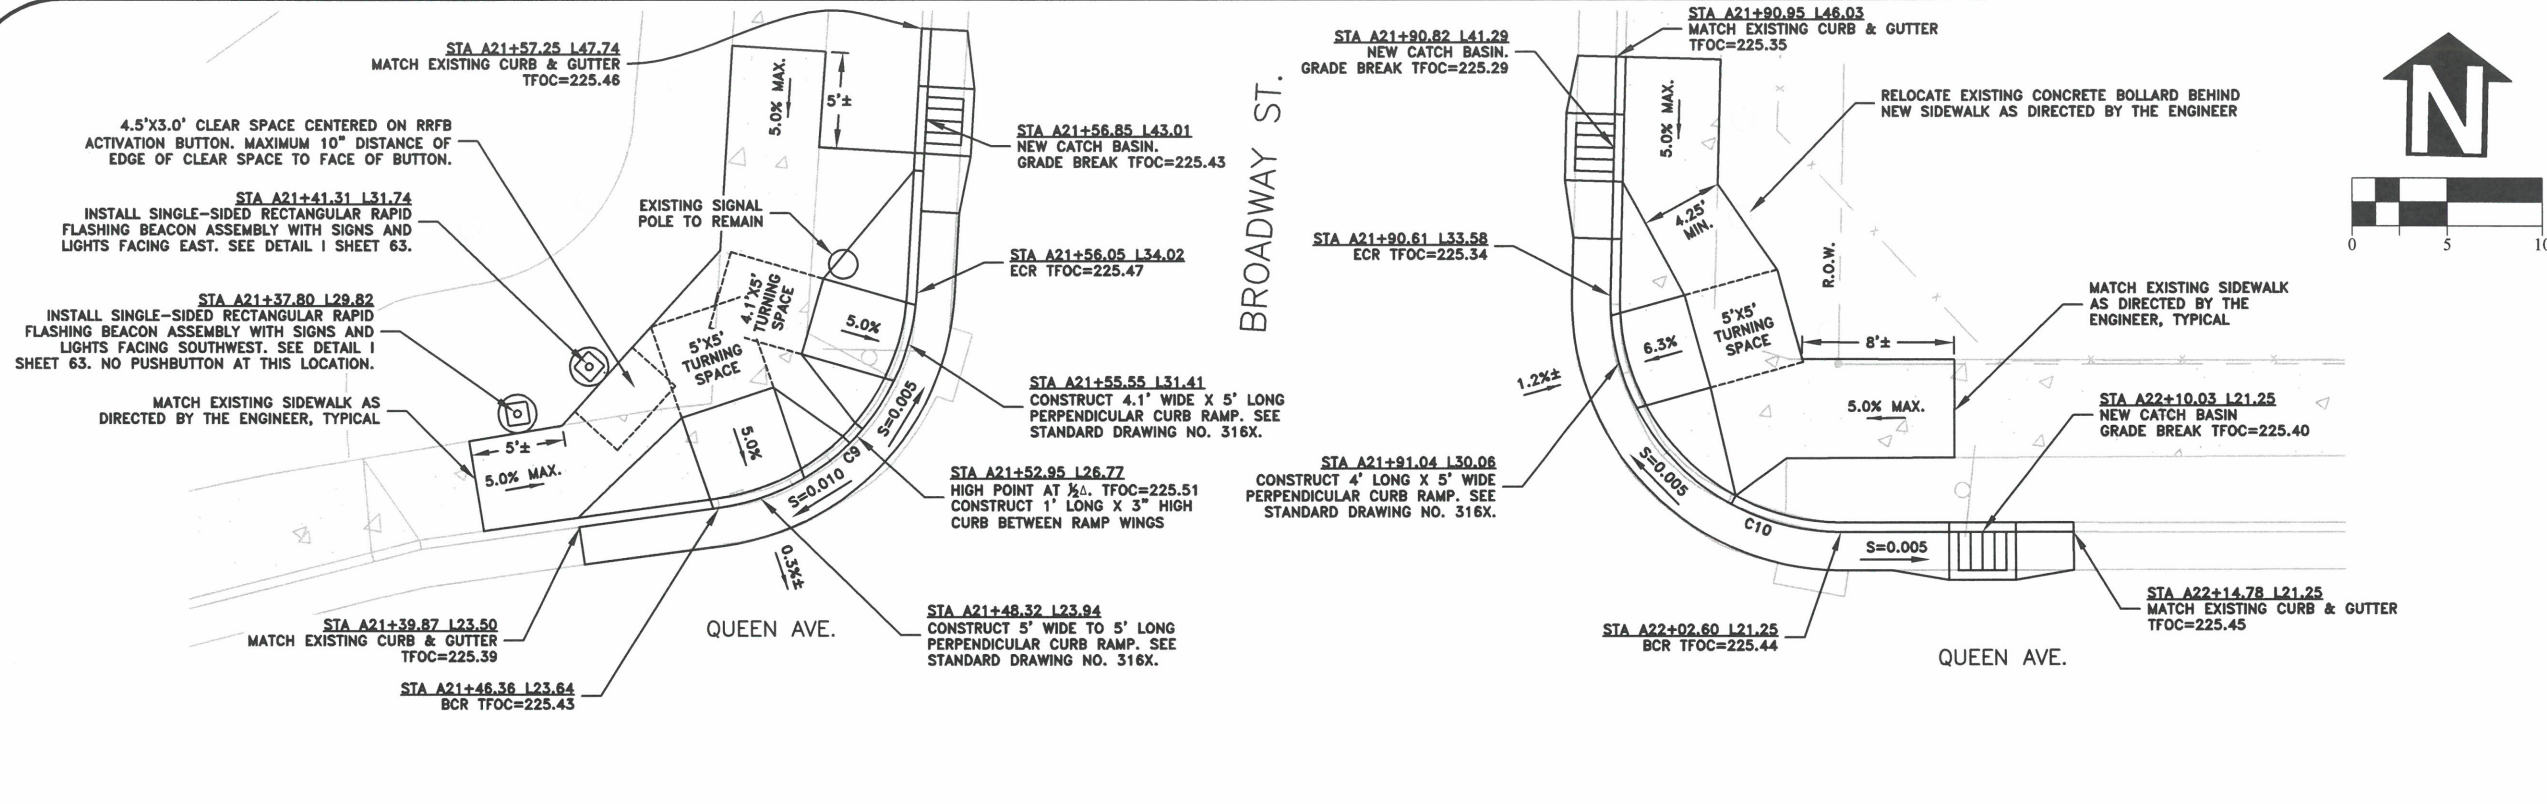 STA A21+57.25 L47.74
MATCH EXISTING CURB & GUTTER
TFOC=225.46
4.5'X3.0' CLEAR SPACE CENTERED ON RRFB
ACTIVATION BUTTON. MAXIMUM 10" DISTANCE OF
EDGE OF CLEAR SPACE TO FACE OF BUTTON.
STA A21+41.31 L31.74
INSTALL SINGLE-SIDED RECTANGULAR RAPID
FLASHING BEACON ASSEMBLY WITH SIGNS AND
LIGHTS FACING EAST. SEE DETAIL 1 SHEET 63.
STA A21+37.80 L29.82
INSTALL SINGLE-SIDED RECTANGULAR RAPID
FLASHING BEACON ASSEMBLY WITH SIGNS AND
LIGHTS FACING SOUTHWEST. SEE DETAIL 1
SHEET 63. NO PUSHBUTTON AT THIS LOCATION.
MATCH EXISTING SIDEWALK AS
DIRECTED BY THE ENGINEER, TYPICAL
5'±
5.0% MAX.
STA A21+39.87 L23.50
MATCH EXISTING CURB & GUTTER
TFOC=225.39
STA A21+46.36 L23.64
BCR TFOC=225.43
5.0% MAX.
5'±
EXISTING SIGNAL
POLE TO REMAIN
4.1'X5'
TURNING
SPACE
5'X5'
TURNING
SPACE
5.0%
5.0%
S=0.005
C9
S=0.010
0.3%±
QUEEN AVE.
STA A21+56.85 L43.01
NEW CATCH BASIN.
GRADE BREAK TFOC=225.43
STA A21+56.05 L34.02
ECR TFOC=225.47
STA A21+55.55 L31.41
CONSTRUCT 4.1' WIDE X 5' LONG
PERPENDICULAR CURB RAMP. SEE
STANDARD DRAWING NO. 316X.
STA A21+52.95 L26.77
HIGH POINT AT ½Δ. TFOC=225.51
CONSTRUCT 1' LONG X 3" HIGH
CURB BETWEEN RAMP WINGS
STA A21+48.32 L23.94
CONSTRUCT 5' WIDE TO 5' LONG
PERPENDICULAR CURB RAMP. SEE
STANDARD DRAWING NO. 316X.
BROADWAY ST.
STA A21+90.82 L41.29
NEW CATCH BASIN.
GRADE BREAK TFOC=225.29
STA A21+90.95 L46.03
MATCH EXISTING CURB & GUTTER
TFOC=225.35
RELOCATE EXISTING CONCRETE BOLLARD BEHIND
NEW SIDEWALK AS DIRECTED BY THE ENGINEER
5.0% MAX.
4.25'
MIN.
STA A21+90.61 L33.58
ECR TFOC=225.34
R.O.W.
5'X5'
TURNING
SPACE
6.3%
8'±
1.2%±
MATCH EXISTING SIDEWALK
AS DIRECTED BY THE
ENGINEER, TYPICAL
5.0% MAX.
STA A22+10.03 L21.25
NEW CATCH BASIN
GRADE BREAK TFOC=225.40
STA A21+91.04 L30.06
CONSTRUCT 4' LONG X 5' WIDE
PERPENDICULAR CURB RAMP. SEE
STANDARD DRAWING NO. 316X.
S=0.005
C10
S=0.005
STA A22+14.78 L21.25
MATCH EXISTING CURB & GUTTER
TFOC=225.45
STA A22+02.60 L21.25
BCR TFOC=225.44
QUEEN AVE.
N
0 5 10